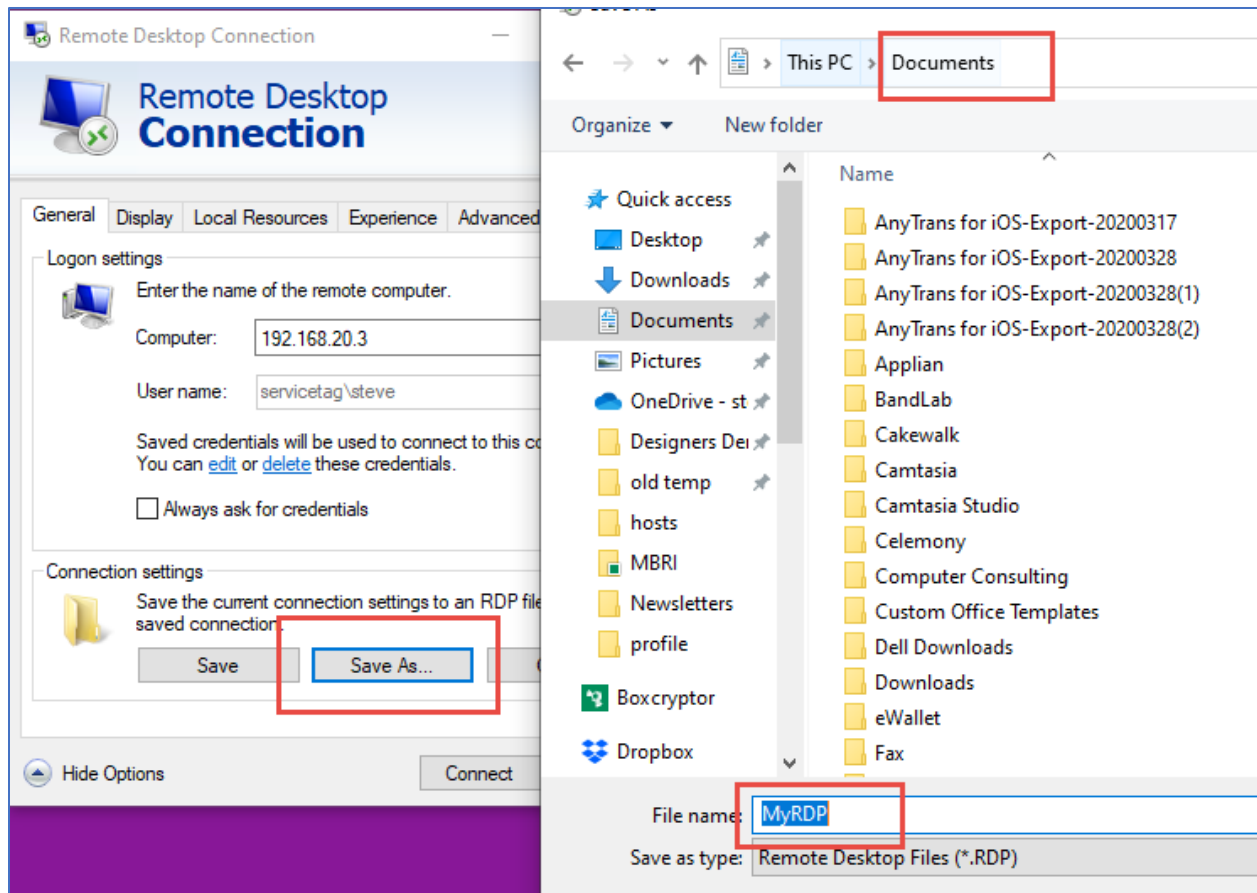 Remote Desktop Connection
Remote Desktop
Connection
General Display Local Resources Experience Advanced
Logon settings
Enter the name of the remote computer.
Computer: 192.168.20.3
User name: servicetag\steve
Saved credentials will be used to connect to this co
You can edit or delete these credentials.
Always ask for credentials
Connection settings
Save the current connection settings to an RDP file
saved connection.
Save Save As...
Hide Options Connect
This PC > Documents
Organize New folder
Name
Quick access
Desktop
Downloads
Documents
Pictures
OneDrive - st
Designers De
old temp
hosts
MBRI
Newsletters
profile
Boxcryptor
Dropbox
AnyTrans for iOS-Export-20200317
AnyTrans for iOS-Export-20200328
AnyTrans for iOS-Export-20200328(1)
AnyTrans for iOS-Export-20200328(2)
Applian
BandLab
Cakewalk
Camtasia
Camtasia Studio
Celemony
Computer Consulting
Custom Office Templates
Dell Downloads
Downloads
eWallet
Fax
File name: MyRDP
Save as type: Remote Desktop Files (*.RDP)